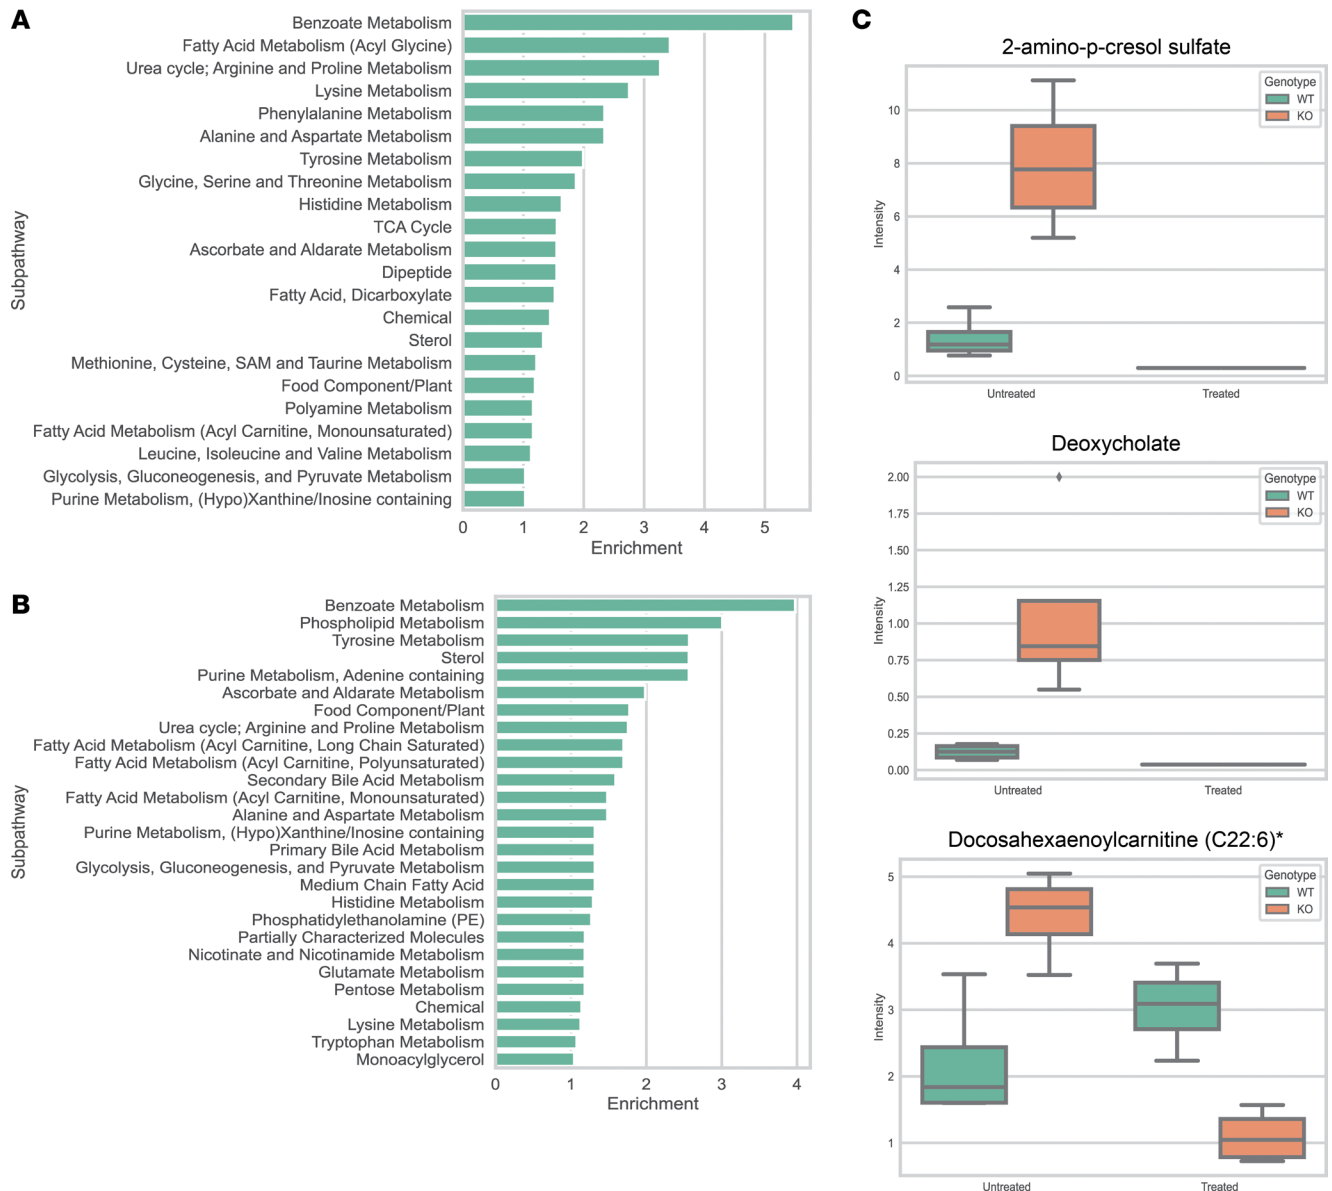 A
Benzoate Metabolism
Fatty Acid Metabolism (Acyl Glycine)
Urea cycle; Arginine and Proline Metabolism
Lysine Metabolism
Phenylalanine Metabolism
Alanine and Aspartate Metabolism
Tyrosine Metabolism
Glycine, Serine and Threonine Metabolism
Histidine Metabolism
TCA Cycle
Ascorbate and Aldarate Metabolism
Dipeptide
Fatty Acid, Dicarboxylate
Chemical
Sterol
Methionine, Cysteine, SAM and Taurine Metabolism
Food Component/Plant
Polyamine Metabolism
Fatty Acid Metabolism (Acyl Carnitine, Monounsaturated)
Leucine, Isoleucine and Valine Metabolism
Glycolysis, Gluconeogenesis, and Pyruvate Metabolism
Purine Metabolism, (Hypo)Xanthine/Inosine containing
Subpathway
0 1 2 3 4 5
Enrichment
B
Benzoate Metabolism
Phospholipid Metabolism
Tyrosine Metabolism
Sterol
Purine Metabolism, Adenine containing
Ascorbate and Aldarate Metabolism
Food Component/Plant
Urea cycle; Arginine and Proline Metabolism
Fatty Acid Metabolism (Acyl Carnitine, Long Chain Saturated)
Fatty Acid Metabolism (Acyl Carnitine, Polyunsaturated)
Secondary Bile Acid Metabolism
Fatty Acid Metabolism (Acyl Carnitine, Monounsaturated)
Alanine and Aspartate Metabolism
Purine Metabolism, (Hypo)Xanthine/Inosine containing
Primary Bile Acid Metabolism
Glycolysis, Gluconeogenesis, and Pyruvate Metabolism
Medium Chain Fatty Acid
Histidine Metabolism
Phosphatidylethanolamine (PE)
Partially Characterized Molecules
Nicotinate and Nicotinamide Metabolism
Glutamate Metabolism
Pentose Metabolism
Chemical
Lysine Metabolism
Tryptophan Metabolism
Monoacylglycerol
Subpathway
0 1 2 3 4
Enrichment
C
2-amino-p-cresol sulfate
Genotype
WT
KO
10
8
6
4
2
0
Intensity
Untreated Treated
Deoxycholate
Genotype
WT
KO
2.00
1.75
1.50
1.25
1.00
0.75
0.50
0.25
0.00
Intensity
Untreated Treated
Docosahexaenoylcarnitine (C22:6)*
Genotype
WT
KO
5
4
3
2
1
Intensity
Untreated Treated